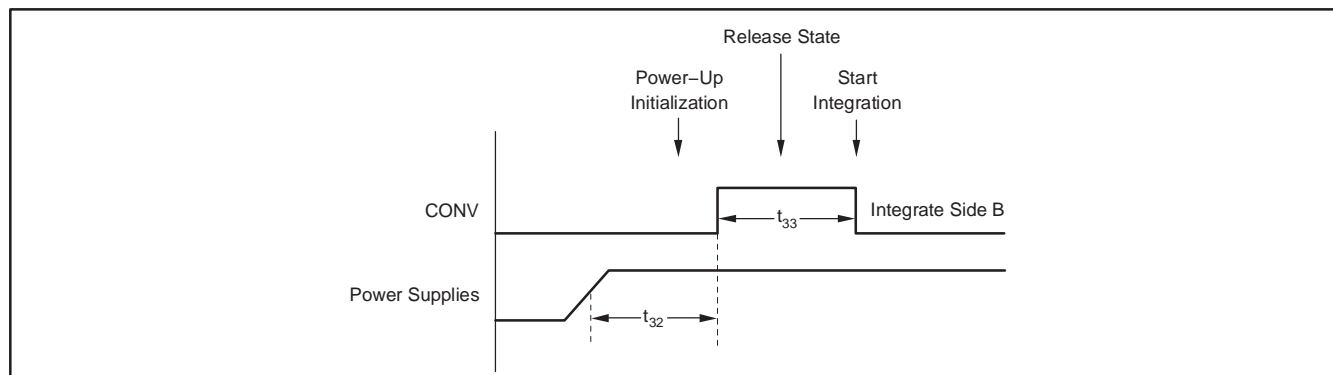 Release State
Power−Up
Initialization
Start
Integration
CONV
t33
Integrate Side B
Power Supplies
t32